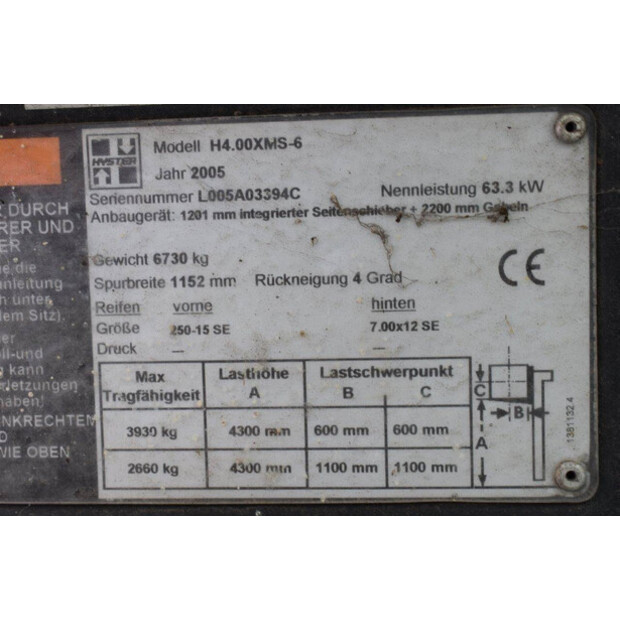 HYSTER
Modell H4.00XMS-6
Jahr 2005
Seriennummer L005A03394C
Nennleistung 63.3 kW
Anbaugerät: 1201 mm integrierter Seitenschieber + 2200 mm Gabeln
Gewicht 6730 kg
Spurbreite 1152 mm Rückneigung 4 Grad
Reifen vorne hinten
Größe 250-15 SE 7.00x12 SE
Druck — —
Max Tragfähigkeit Lasthöhe A Lastschwerpunkt B C
3930 kg 4300 mm 600 mm 600 mm
2660 kg 4300 mm 1100 mm 1100 mm
C
B
A
1381132.4
CE
DURCH
RER UND
ER
die
nleitung
h unter
dem Sitz).
er
ll-und
kann
letzungen
haben)
NKRECHTEM
D
WIE OBEN